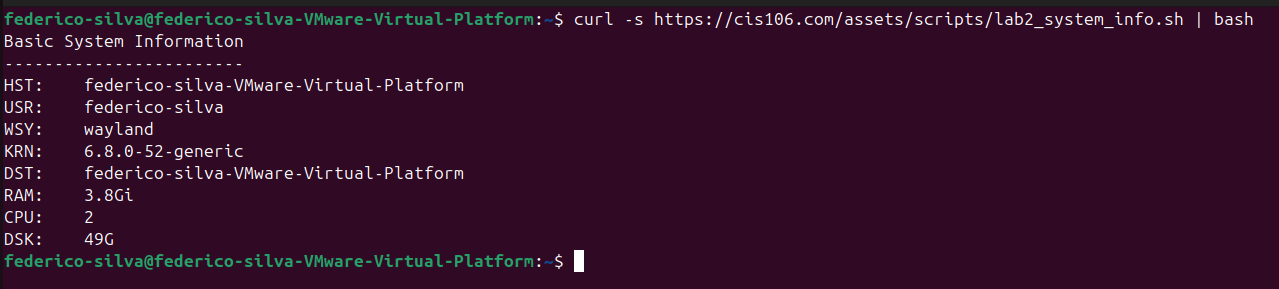 federico-silva@federico-silva-VMware-Virtual-Platform:~$ curl -s https://cis106.com/assets/scripts/lab2_system_info.sh | bash
Basic System Information
------------------------
HST:    federico-silva-VMware-Virtual-Platform
USR:    federico-silva
WSY:    wayland
KRN:    6.8.0-52-generic
DST:    federico-silva-VMware-Virtual-Platform
RAM:    3.8Gi
CPU:    2
DSK:    49G
federico-silva@federico-silva-VMware-Virtual-Platform:~$